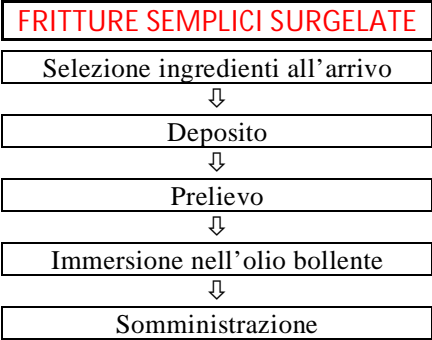 FRITTURE SEMPLICI SURGELATE
Selezione ingredienti all'arrivo
⇩
Deposito
⇩
Prelievo
⇩
Immersione nell'olio bollente
⇩
Somministrazione